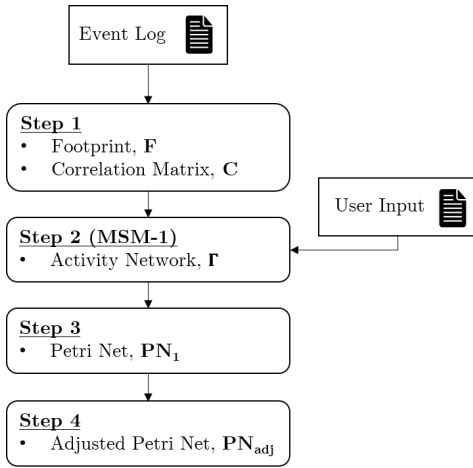 Event Log
Step 1
• Footprint, F
• Correlation Matrix, C
User Input
Step 2 (MSM-1)
• Activity Network, Γ
Step 3
• Petri Net, PN₁
Step 4
• Adjusted Petri Net, PNadj